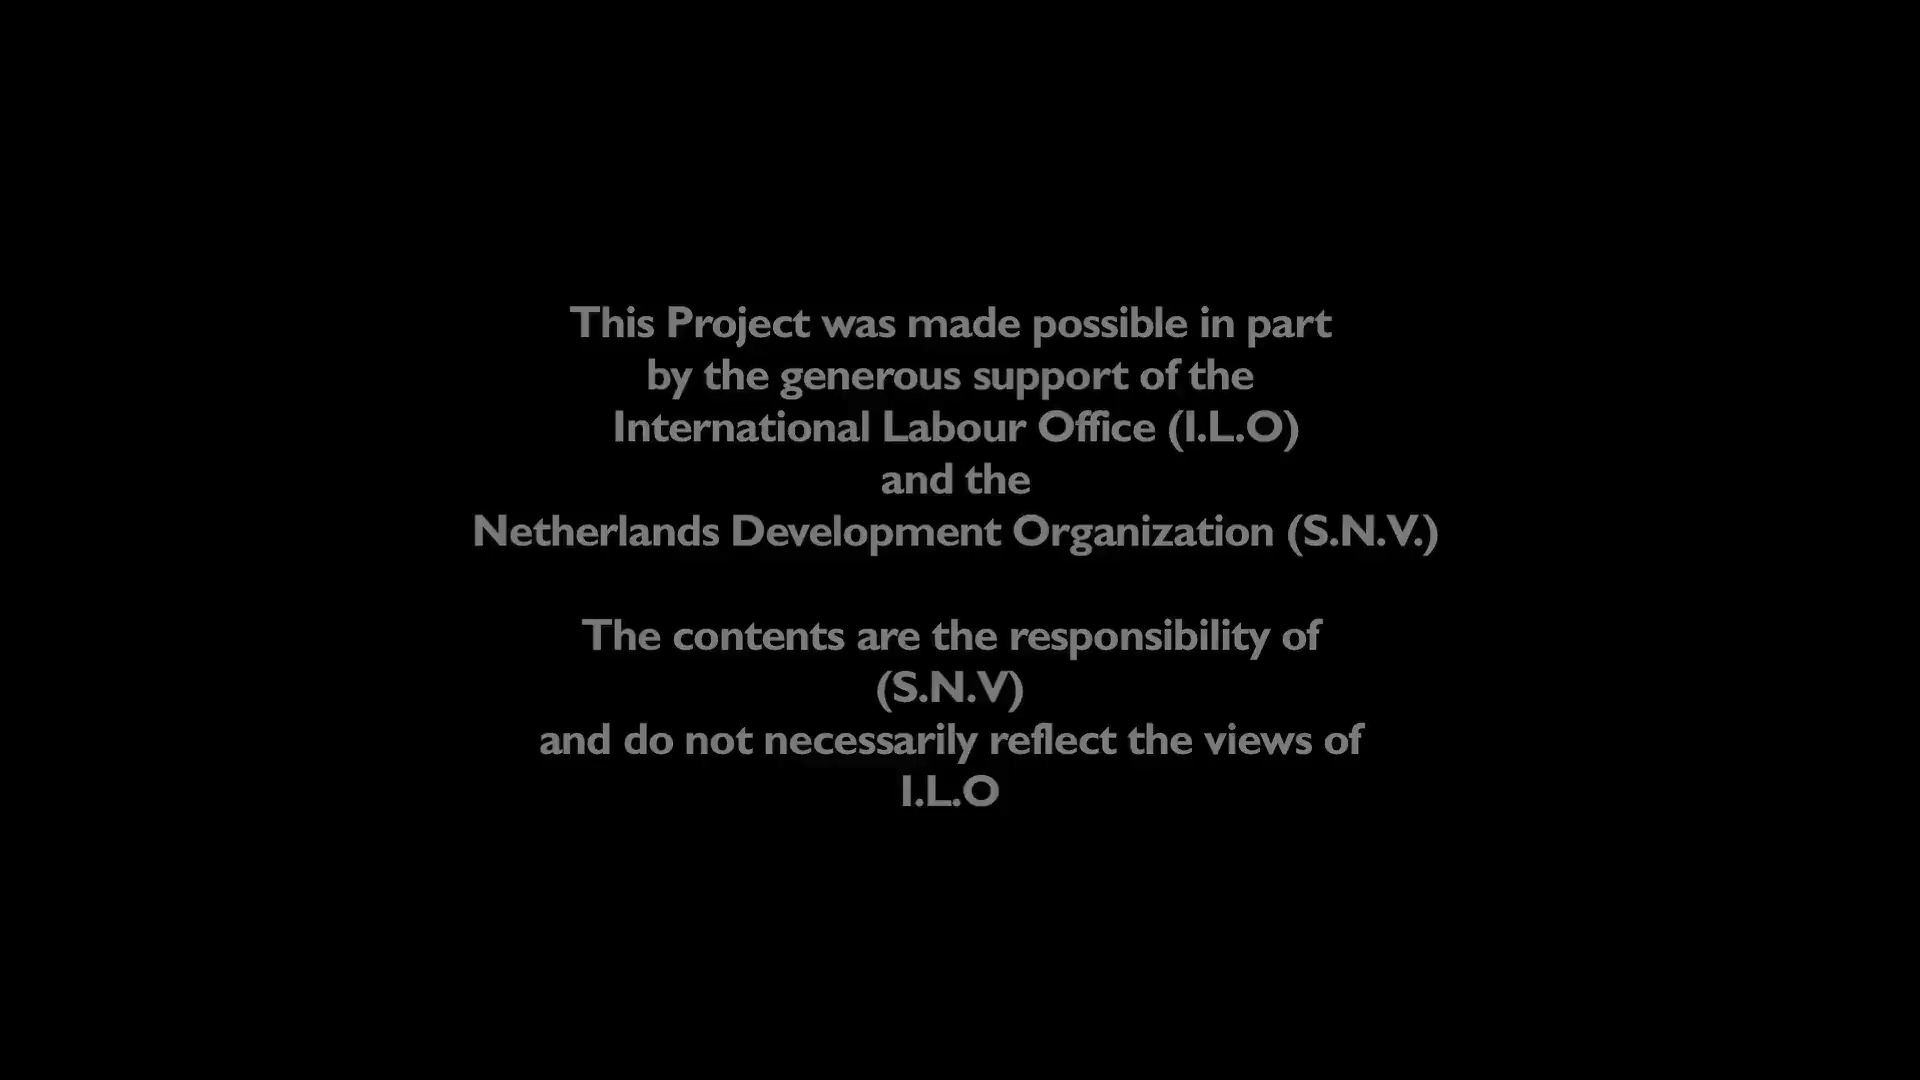 This Project was made possible in part
by the generous support of the
International Labour Office (I.L.O)
and the
Netherlands Development Organization (S.N.V.)
The contents are the responsibility of
(S.N.V)
and do not necessarily reflect the views of
I.L.O